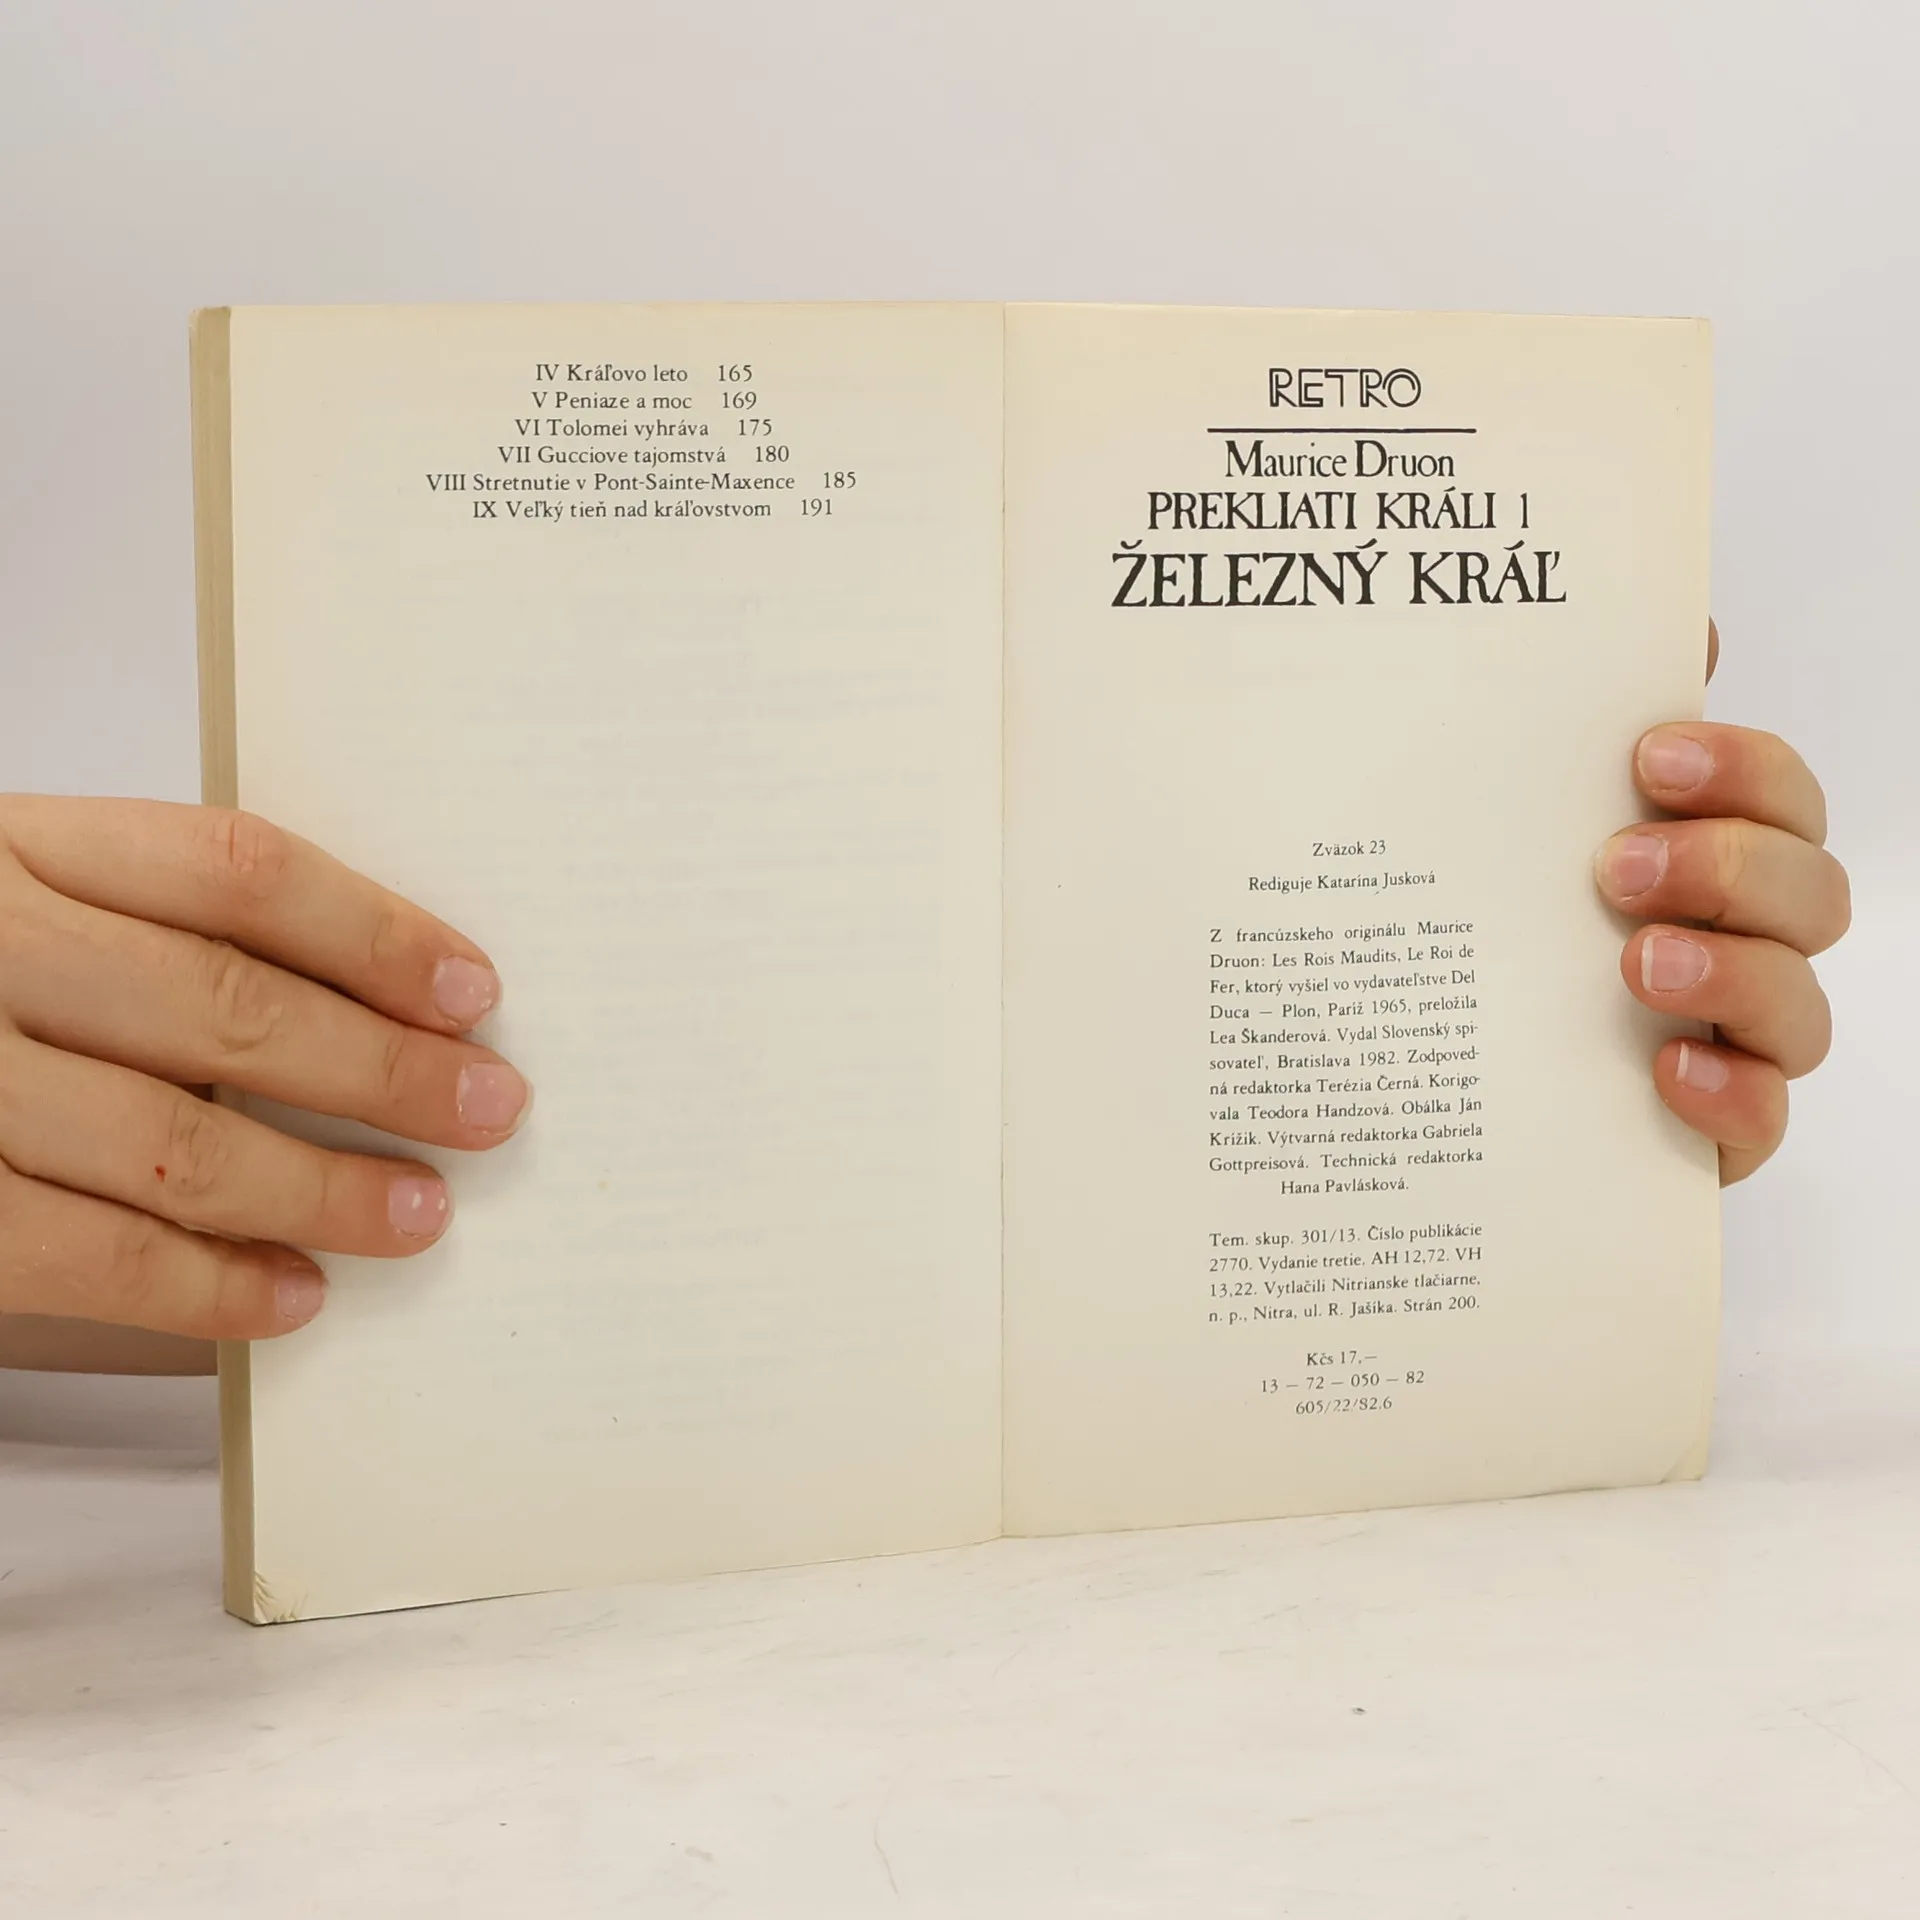 IV Kráľovo leto 165
V Peniaze a moc 169
VI Tolomei vyhráva 175
VII Gucciove tajomstvá 180
VIII Stretnutie v Pont-Sainte-Maxence 185
IX Veľký tieň nad kráľovstvom 191
RETRO
Maurice Druon
PREKLIATI KRÁLI 1
ŽELEZNÝ KRÁĽ
Zväzok 23
Rediguje Katarína Jusková
Z francúzskeho originálu Maurice
Druon: Les Rois Maudits, Le Roi de
Fer, ktorý vyšiel vo vydavateľstve Del
Duca — Plon, Paríž 1965, preložila
Lea Škanderová. Vydal Slovenský spi-
sovateľ, Bratislava 1982. Zodpoved-
ná redaktorka Terézia Černá. Korigo-
vala Teodora Handzová. Obálka Ján
Krížik. Výtvarná redaktorka Gabriela
Gottpreisová. Technická redaktorka
Hana Pavlásková.
Tem. skup. 301/13. Číslo publikácie
2770. Vydanie tretie. AH 12,72. VH
13,22. Vytlačili Nitrianske tlačiarne,
n. p., Nitra, ul. R. Jašíka. Strán 200.
Kčs 17,—
13 — 72 — 050 — 82
605/22/82.6